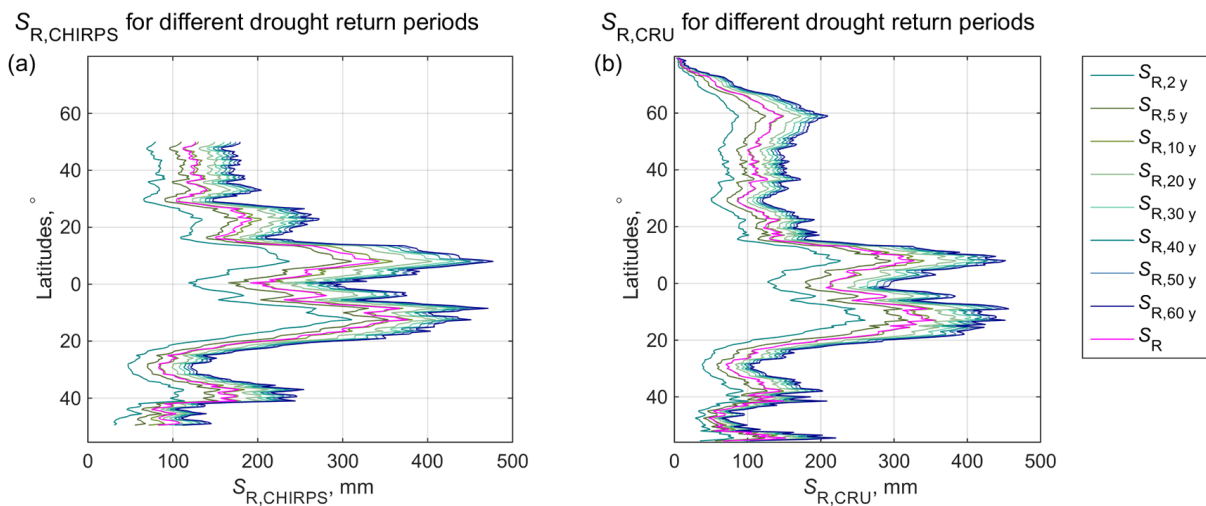 S_R,CHIRPS for different drought return periods
(a)
60
40
20
0
20
40
Latitudes, °
0 100 200 300 400 500
S_R,CHIRPS, mm
S_R,CRU for different drought return periods
(b)
60
40
20
0
20
40
Latitudes, °
0 100 200 300 400 500
S_R,CRU, mm
S_R,2 y
S_R,5 y
S_R,10 y
S_R,20 y
S_R,30 y
S_R,40 y
S_R,50 y
S_R,60 y
S_R